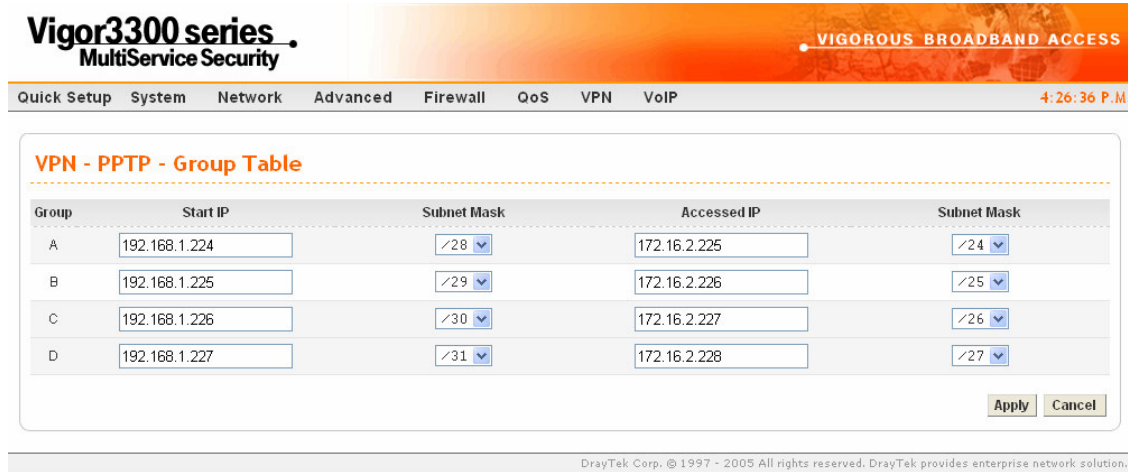 Vigor3300 series
MultiService Security
VIGOROUS BROADBAND ACCESS
Quick Setup System Network Advanced Firewall QoS VPN VoIP 4:26:36 P.M
VPN - PPTP - Group Table
Group Start IP Subnet Mask Accessed IP Subnet Mask
A 192.168.1.224 /28 172.16.2.225 /24
B 192.168.1.225 /29 172.16.2.226 /25
C 192.168.1.226 /30 172.16.2.227 /26
D 192.168.1.227 /31 172.16.2.228 /27
Apply Cancel
DrayTek Corp. © 1997 - 2005 All rights reserved. DrayTek provides enterprise network solution.